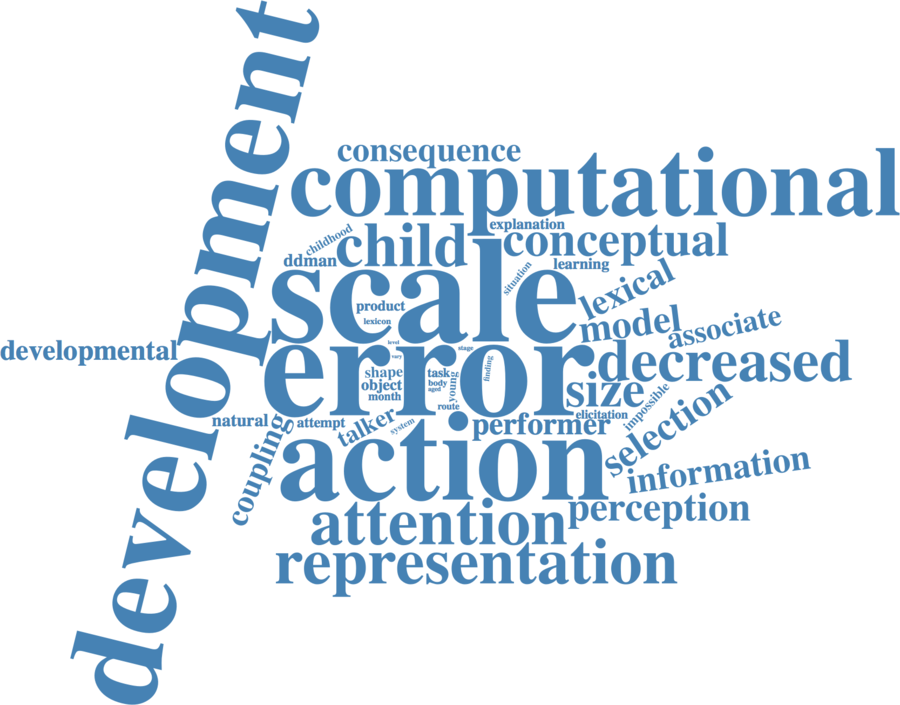 development
consequence
computational
explanation
childhood
child
conceptual
ddman
learning
situation
scale
lexical
product
lexicon
model
associate
level
stage
developmental
vary
error
decreased
finding
shape
task
object
body
young
aged
month
size
route
impossible
natural
attempt
talker
system
performer
elicitation
selection
coupling
action
information
attention
perception
representation